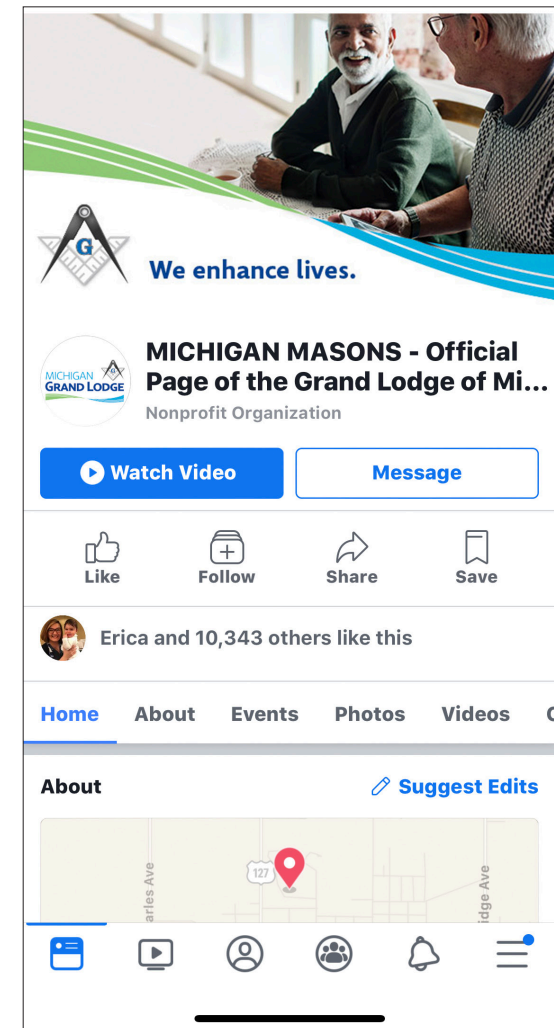 G
We enhance lives.
MICHIGAN
GRAND LODGE
MICHIGAN MASONS - Official
Page of the Grand Lodge of Mi...
Nonprofit Organization
Watch Video
Message
Like
Follow
Share
Save
Erica and 10,343 others like this
Home
About
Events
Photos
Videos
About
Suggest Edits
127
arles Ave
idge Ave